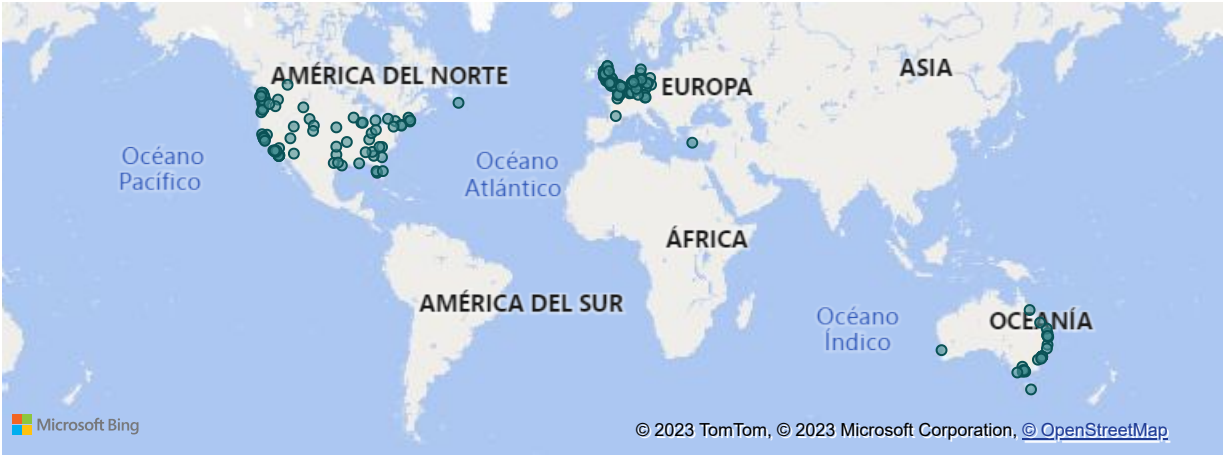 ASIA
AMÉRICA DEL NORTE
EUROPA
Océano
Pacífico
Océano
Atlántico
ÁFRICA
AMÉRICA DEL SUR
Océano
Índico
OCEANÍA
Microsoft Bing
© 2023 TomTom, © 2023 Microsoft Corporation, © OpenStreetMap